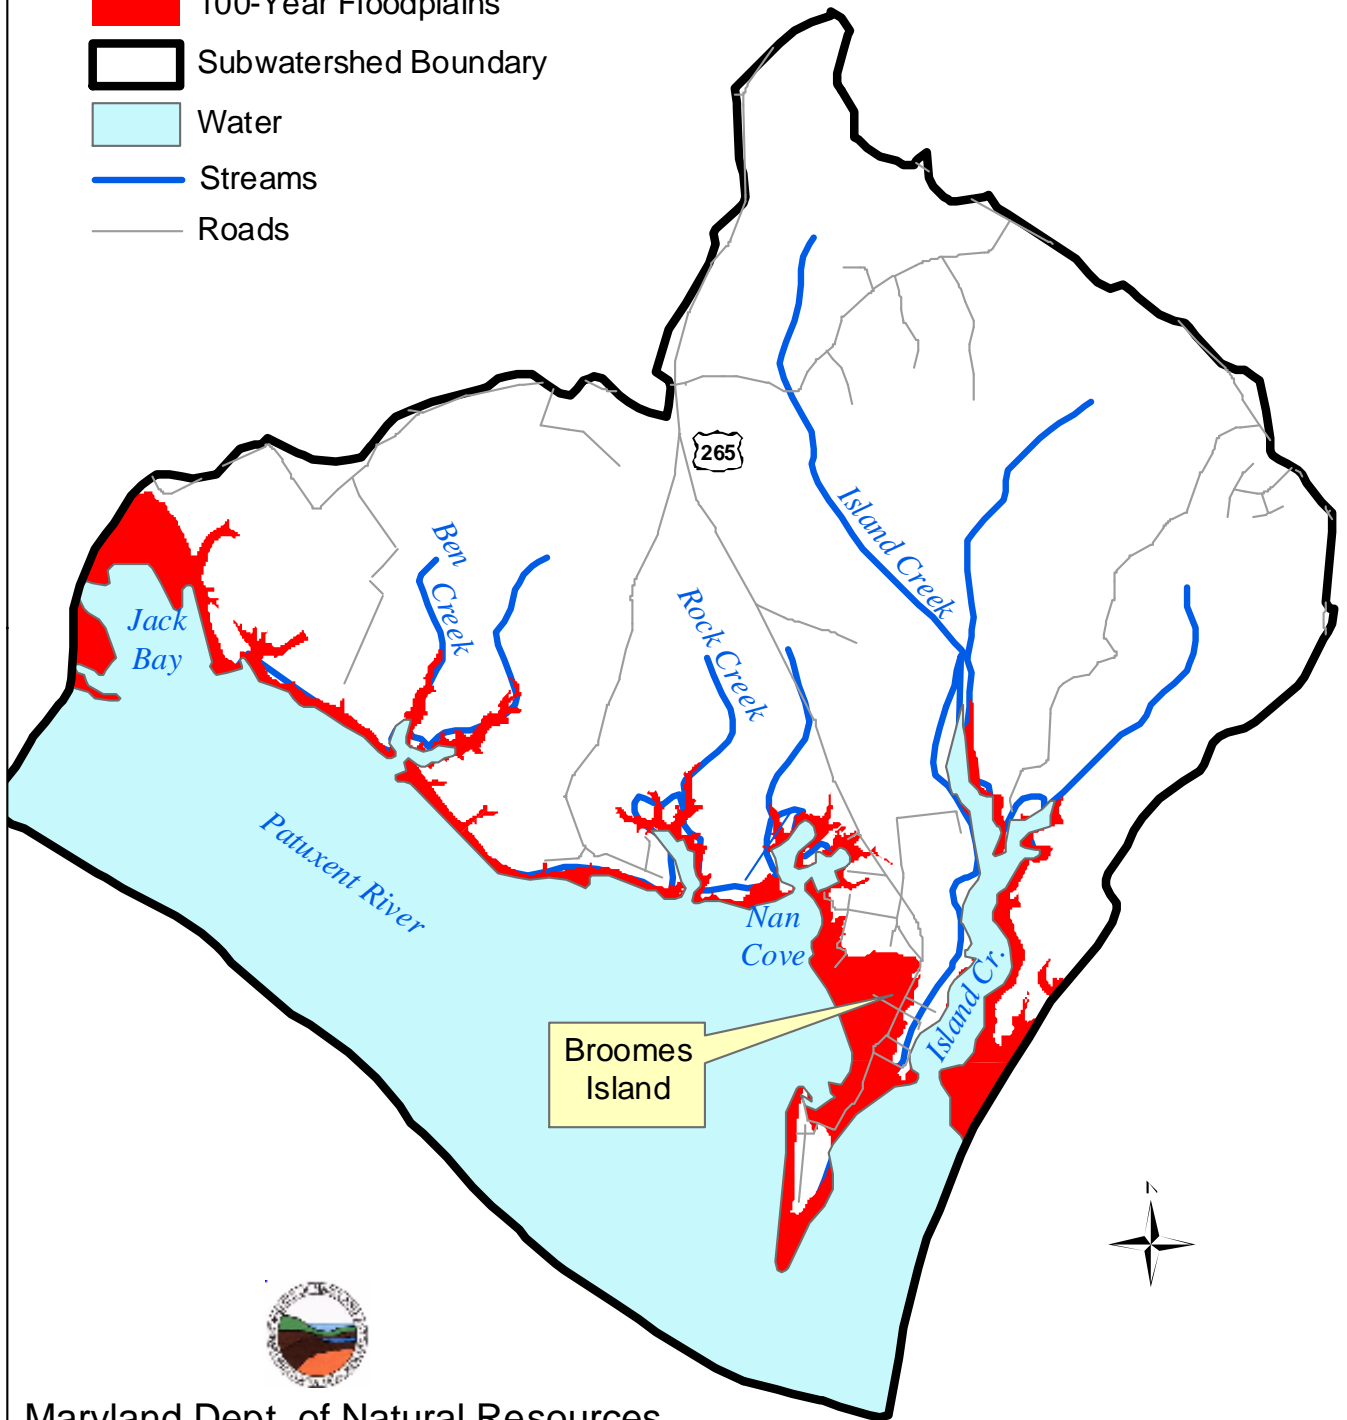 100-Year Floodplains
Subwatershed Boundary
Water
Streams
Roads
265
Island Creek
Ben
Creek
Rock Creek
Jack
Bay
Patuxent River
Nan
Cove
Island Cr.
Broomes
Island
N
Maryland Dept. of Natural Resources